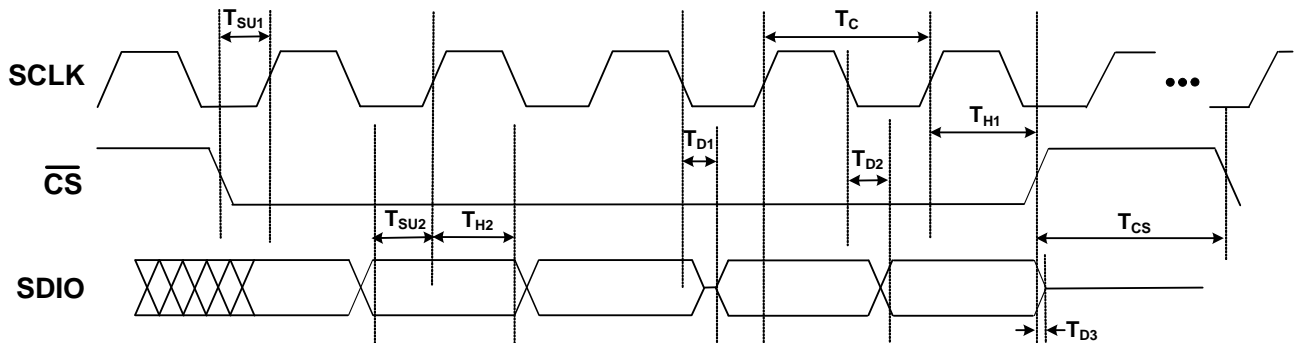 T_SU1
T_C
SCLK
•••
T_H1
T_D1
T_D2
CS
T_SU2
T_H2
T_CS
SDIO
T_D3